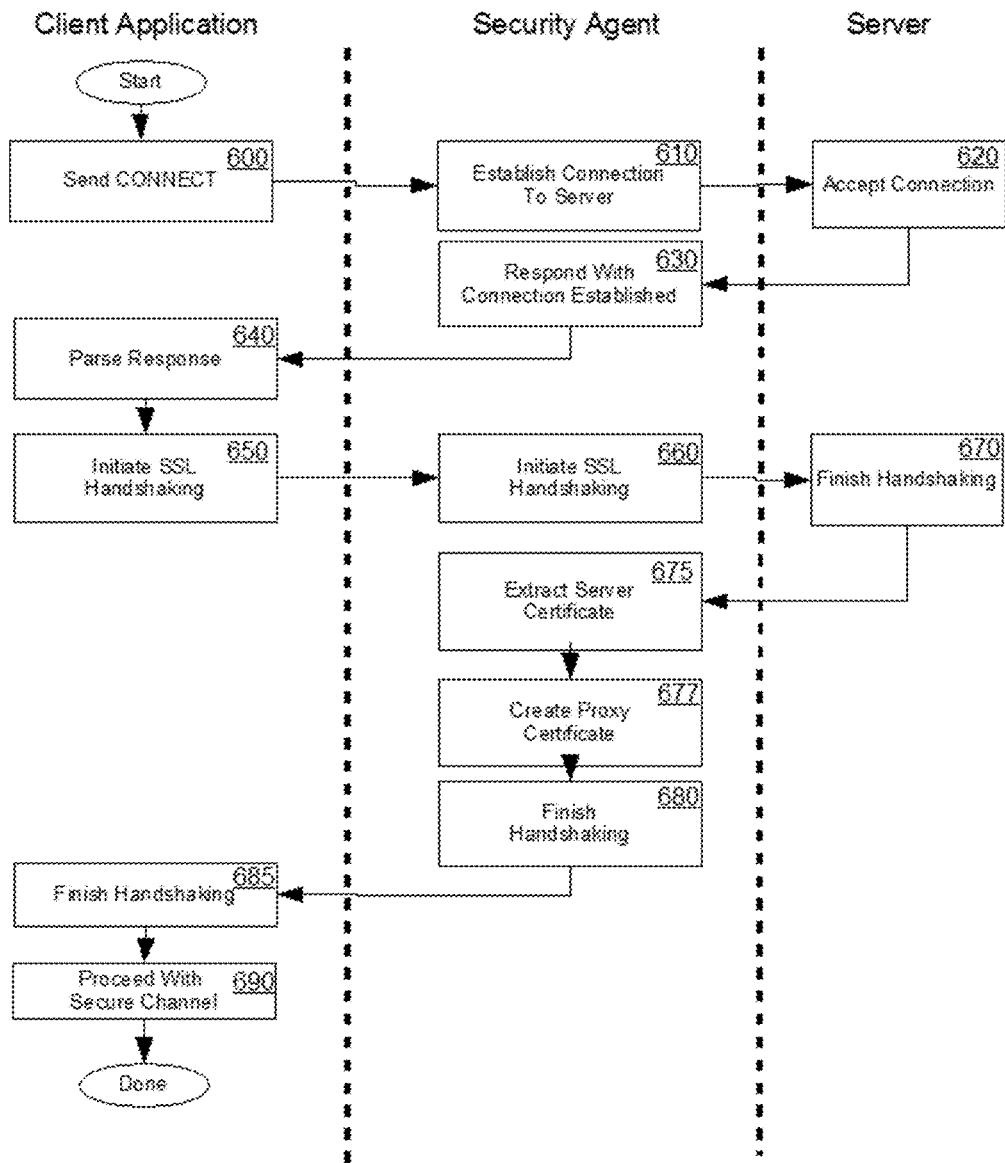 Client Application
Security Agent
Server
Start
600
Send CONNECT
610
Establish Connection
To Server
620
Accept Connection
630
Respond With
Connection Established
640
Parse Response
650
Initiate SSL
Handshaking
660
Initiate SSL
Handshaking
670
Finish Handshaking
675
Extract Server
Certificate
677
Create Proxy
Certificate
680
Finish
Handshaking
685
Finish Handshaking
690
Proceed With
Secure Channel
Done